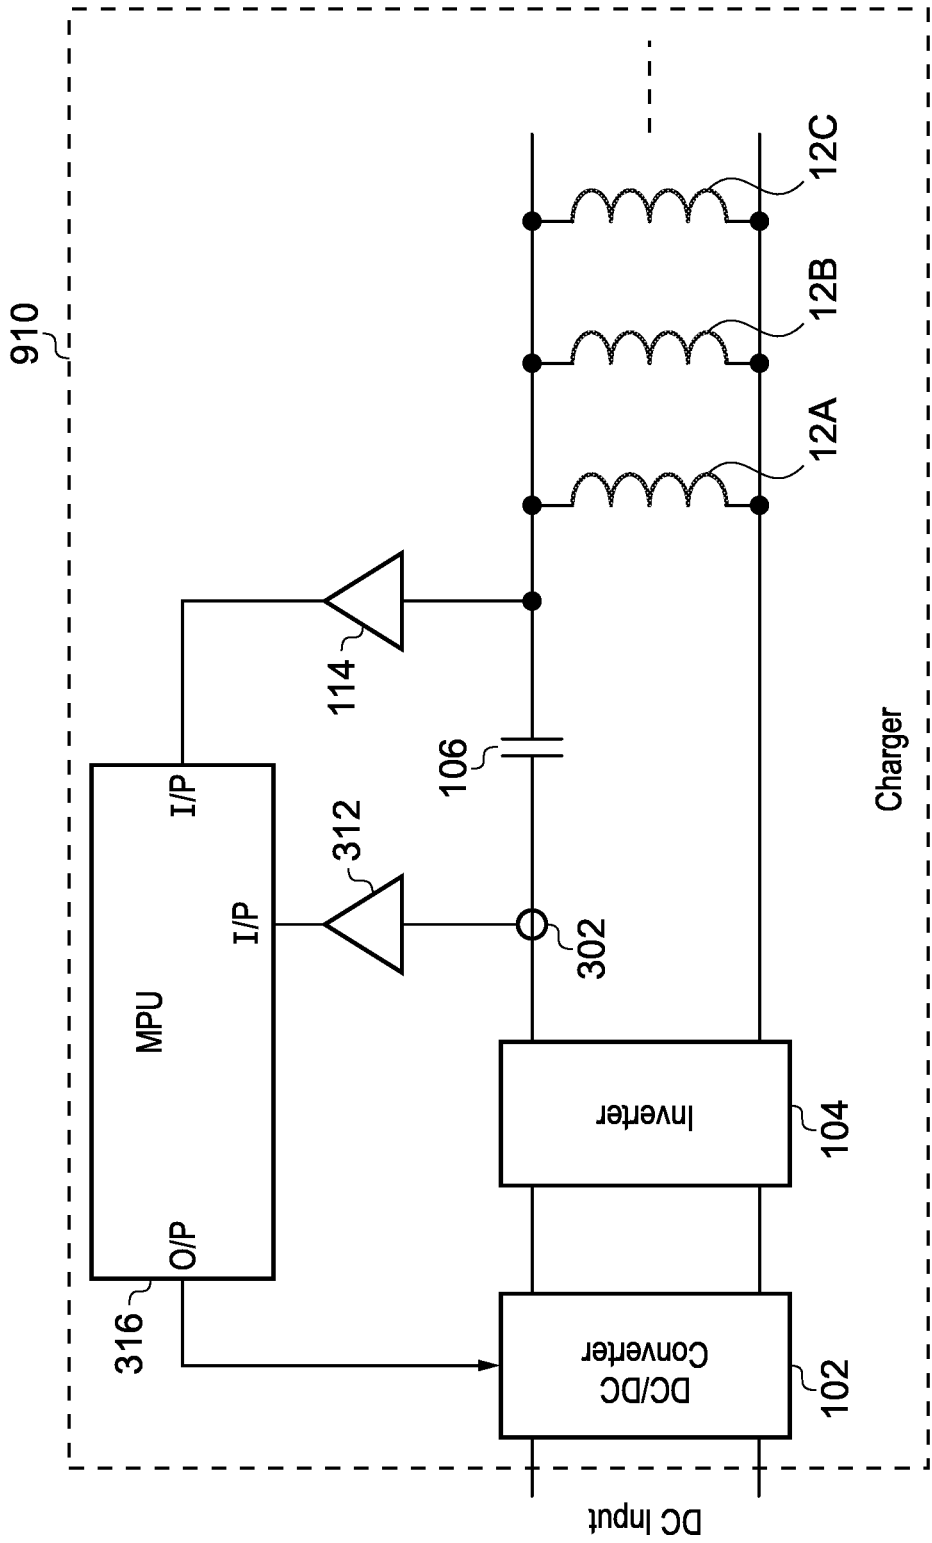 910
316
O/P
MPU
I/P
I/P
312
114
302
106
12A
12B
12C
DC Input
DC/DC
Converter
102
Inverter
104
Charger